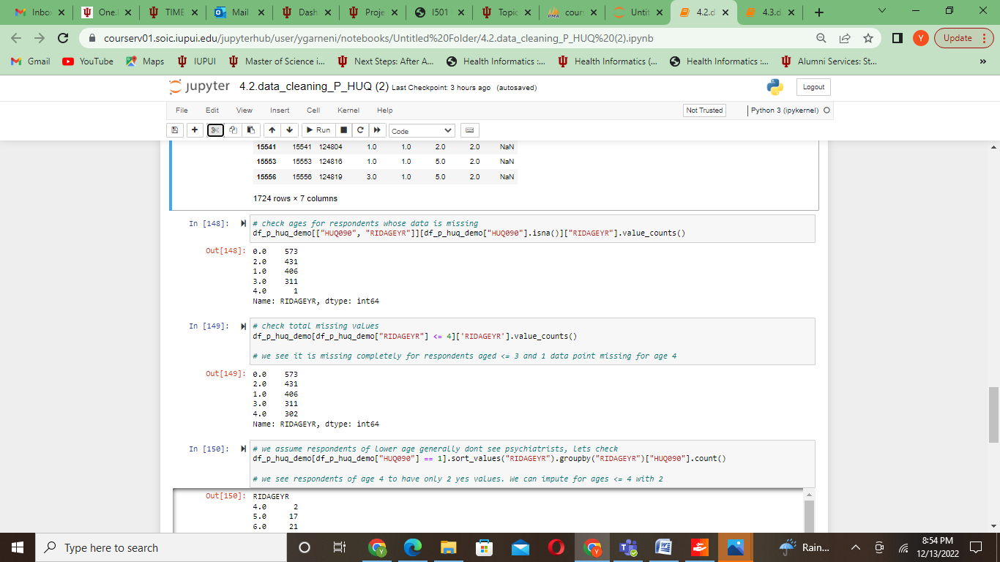 Inbo
One.I
TIME
Mail
Dash
Proje
I501
Topic
cours
Untit
4.2.d
4.3.d
courserv01.soic.iupui.edu/jupyterhub/user/ygarneni/notebooks/Untitled%20Folder/4.2.data_cleaning_P_HUQ%20(2).ipynb
Y
Update
Gmail
YouTube
Maps
IUPUI
Master of Science i...
Next Steps: After A...
Health Informatics :...
Health Informatics (...
Health Informatics :...
Alumni Services: St...
»
jupyter 4.2.data_cleaning_P_HUQ (2) Last Checkpoint: 3 hours ago (autosaved)
Logout
File Edit View Insert Cell Kernel Help
Not Trusted
Python 3 (ipykernel)
Run
Code
15541 15541 124804 1.0 1.0 2.0 2.0 NaN
15553 15553 124816 1.0 1.0 5.0 2.0 NaN
15556 15556 124819 3.0 1.0 5.0 2.0 NaN
1724 rows × 7 columns
In [148]: # check ages for respondents whose data is missing
df_p_huq_demo[["HUQ090", "RIDAGEYR"]][df_p_huq_demo["HUQ090"].isna()]["RIDAGEYR"].value_counts()
Out[148]: 0.0 573
2.0 431
1.0 406
3.0 311
4.0 1
Name: RIDAGEYR, dtype: int64
In [149]: # check total missing values
df_p_huq_demo[df_p_huq_demo["RIDAGEYR"] <= 4]['RIDAGEYR'].value_counts()
# we see it is missing completely for respondents aged <= 3 and 1 data point missing for age 4
Out[149]: 0.0 573
2.0 431
1.0 406
3.0 311
4.0 302
Name: RIDAGEYR, dtype: int64
In [150]: # we assume respondents of lower age generally dont see psychiatrists, lets check
df_p_huq_demo[df_p_huq_demo["HUQ090"] == 1].sort_values("RIDAGEYR").groupby("RIDAGEYR")["HUQ090"].count()
# we see respondents of age 4 to have only 2 yes values. We can impute for ages <= 4 with 2
Out[150]: RIDAGEYR
4.0 2
5.0 17
6.0 21
Type here to search
Rain...
8:54 PM
12/13/2022